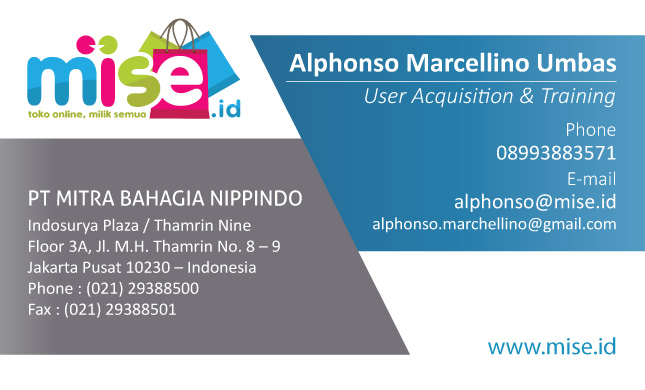 mise.id
toko online, milik semua
Alphonso Marcellino Umbas
User Acquisition & Training
Phone
08993883571
E-mail
alphonso@mise.id
alphonso.marchellino@gmail.com
PT MITRA BAHAGIA NIPPINDO
Indosurya Plaza / Thamrin Nine
Floor 3A, Jl. M.H. Thamrin No. 8 – 9
Jakarta Pusat 10230 – Indonesia
Phone : (021) 29388500
Fax : (021) 29388501
www.mise.id